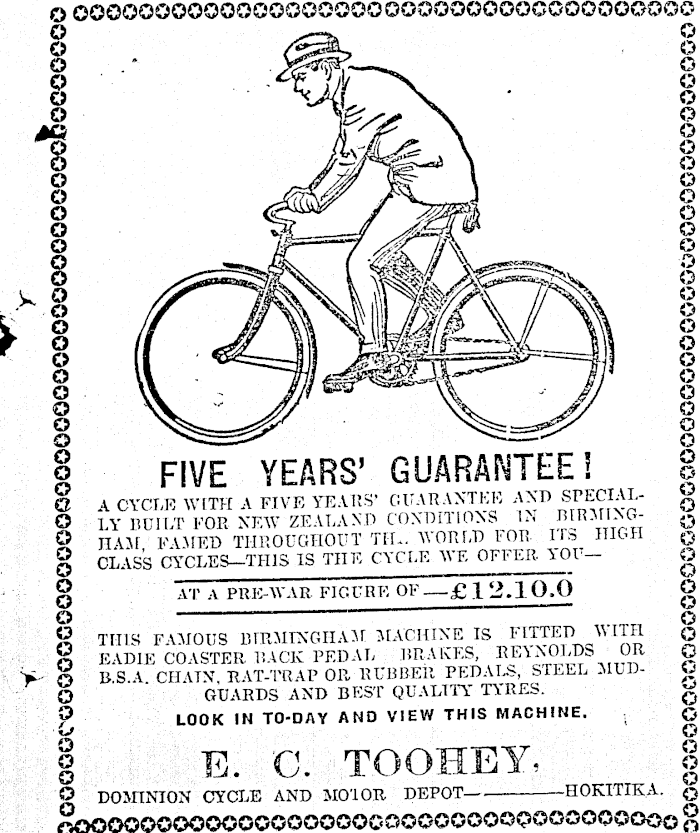 FIVE YEARS' GUARANTEE!
A CYCLE WITH A FIVE YEARS' GUARANTEE AND SPECIAL-
LY BUILT FOR NEW ZEALAND CONDITIONS IN BIRMING-
HAM, FAMED THROUGHOUT TH.. WORLD FOR ITS HIGH
CLASS CYCLES—THIS IS THE CYCLE WE OFFER YOU—
AT A PRE-WAR FIGURE OF —£12.10.0
THIS FAMOUS BIRMINGHAM MACHINE IS FITTED WITH
EADIE COASTER BACK PEDAL BRAKES, REYNOLDS OR
B.S.A. CHAIN, RAT-TRAP OR RUBBER PEDALS, STEEL MUD-
GUARDS AND BEST QUALITY TYRES.
LOOK IN TO-DAY AND VIEW THIS MACHINE.
E. C. TOOHEY,
DOMINION CYCLE AND MOTOR DEPOT——————HOKITIKA.